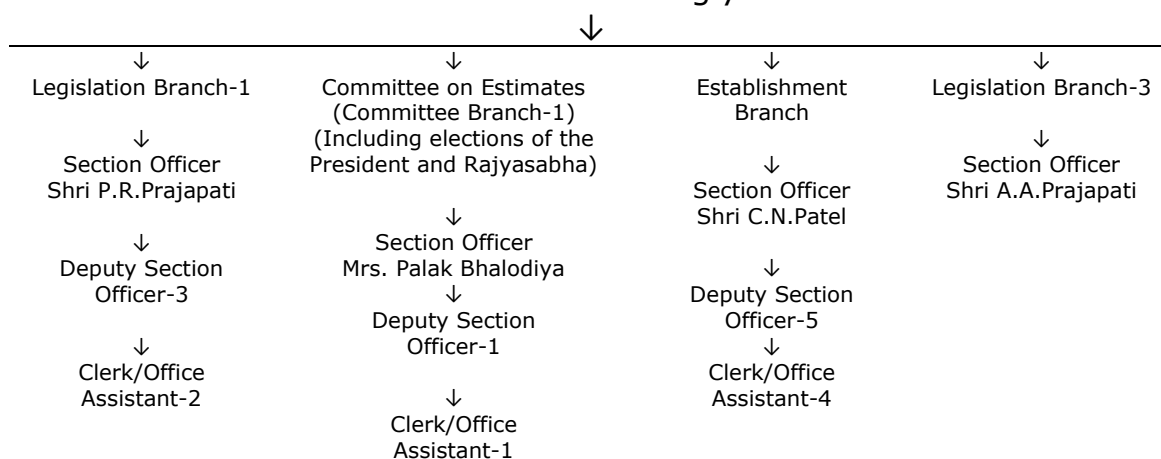 ↓
↓
Legislation Branch-1
↓
Section Officer
Shri P.R.Prajapati
↓
Deputy Section
Officer-3
↓
Clerk/Office
Assistant-2
↓
Committee on Estimates
(Committee Branch-1)
(Including elections of the
President and Rajyasabha)
↓
Section Officer
Mrs. Palak Bhalodiya
↓
Deputy Section
Officer-1
↓
Clerk/Office
Assistant-1
↓
Establishment
Branch
↓
Section Officer
Shri C.N.Patel
↓
Deputy Section
Officer-5
↓
Clerk/Office
Assistant-4
↓
Legislation Branch-3
↓
Section Officer
Shri A.A.Prajapati